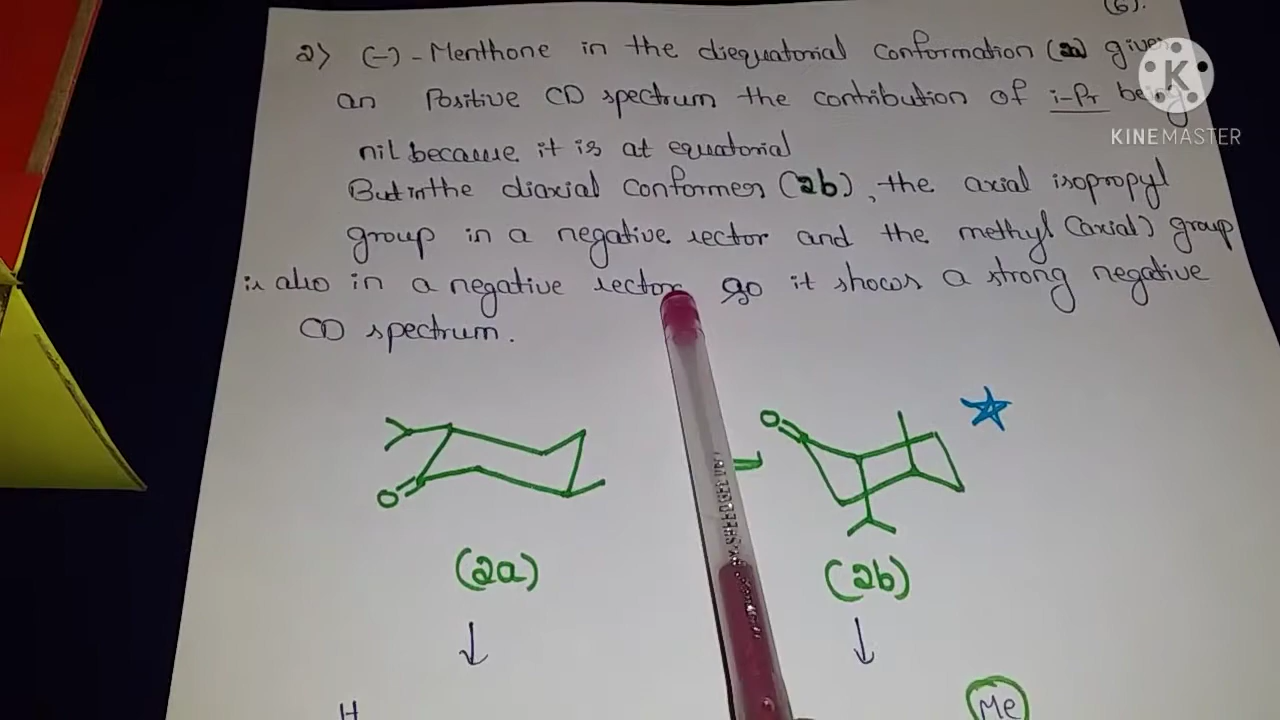 (6).
2) (-)-Menthone in the diequatorial conformation (2a) gives
an Positive CD spectrum the contribution of i-Pr being
nil because it is at equatorial
But in the diaxial conformer (2b), the axial isopropyl
group in a negative sector and the methyl (axial) group
is also in a negative sector so it shows a strong negative
CD spectrum.
O
O
(2a)
(2b)
H
Me
K
KINEMASTER